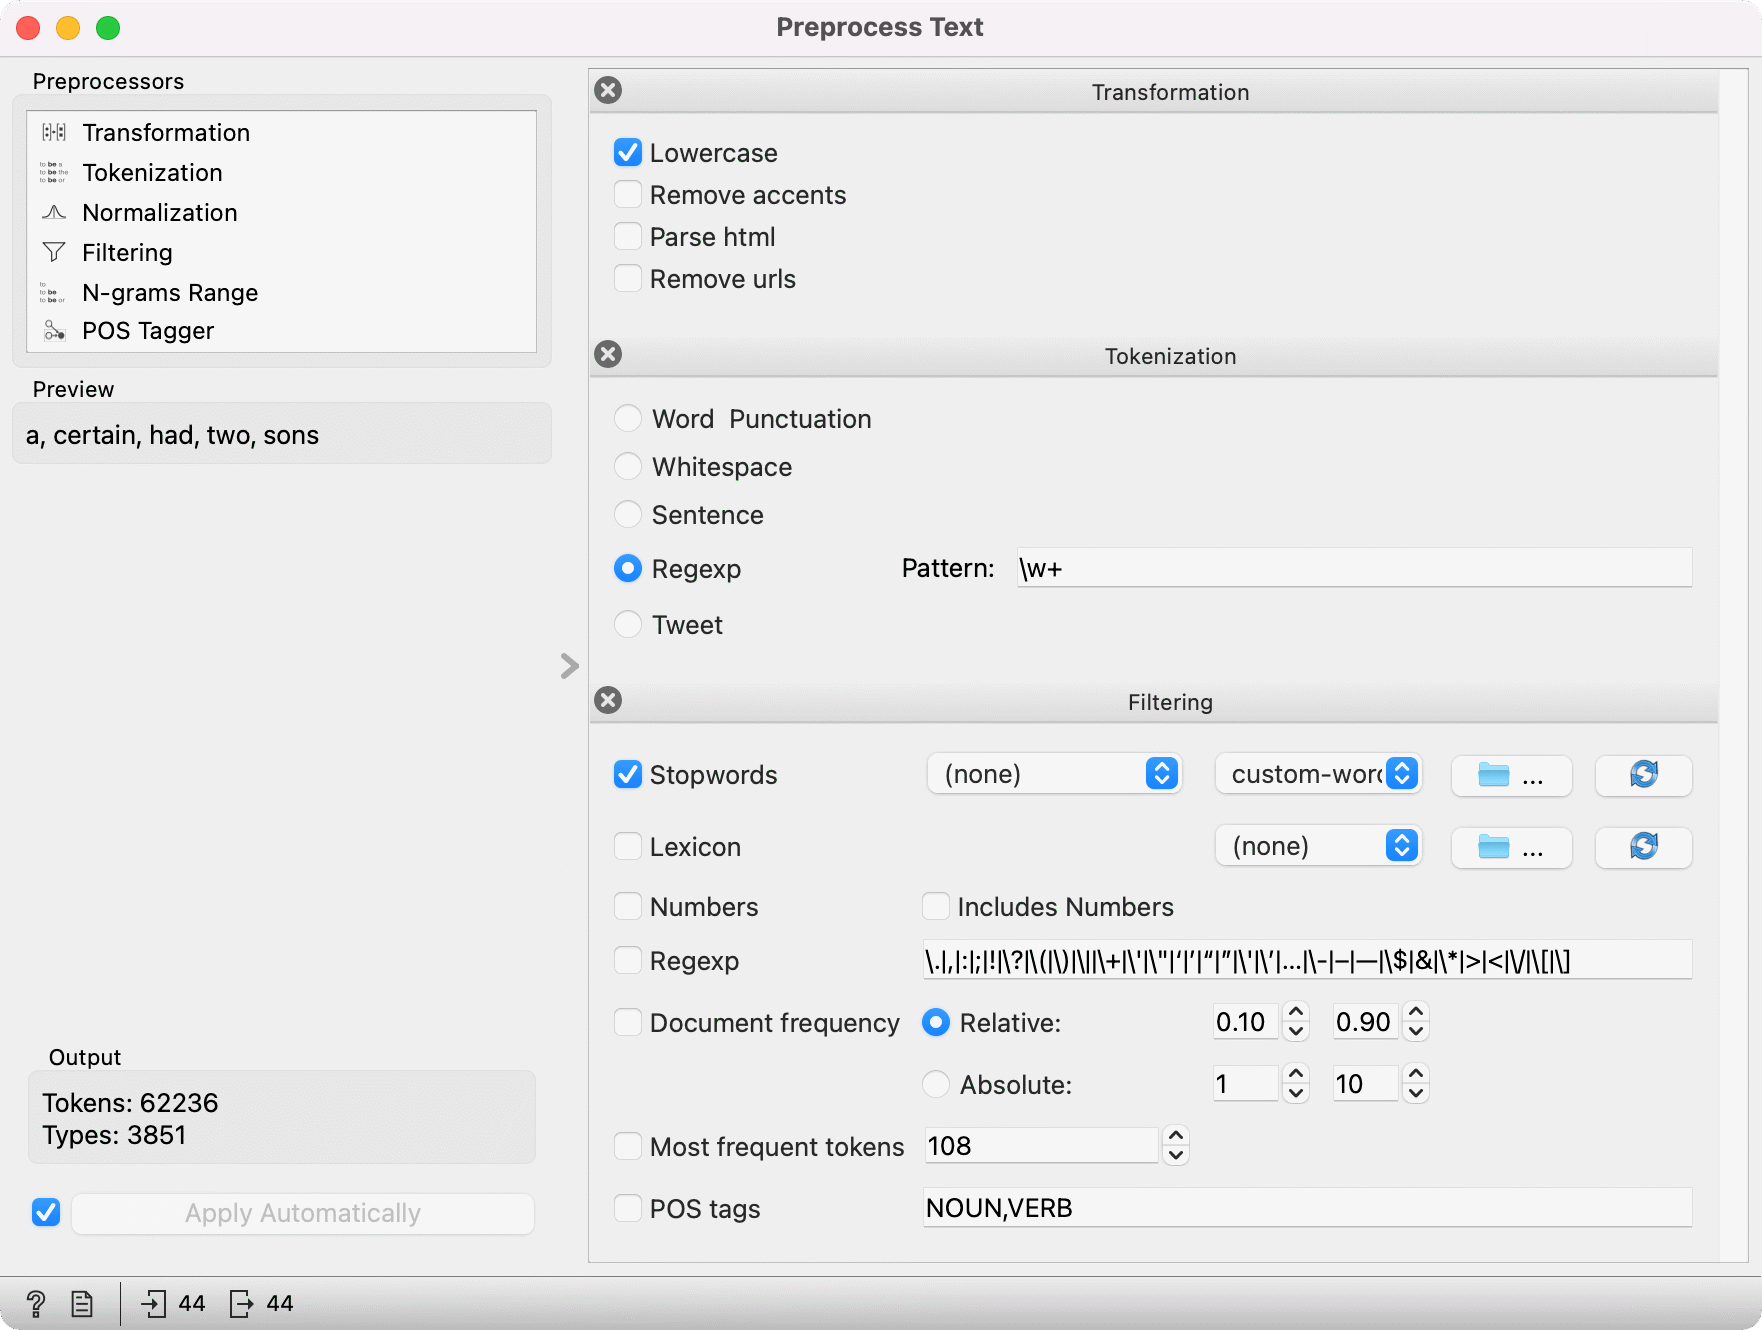 Preprocess Text
Preprocessors
Transformation
Tokenization
Normalization
Filtering
N-grams Range
POS Tagger
Preview
a, certain, had, two, sons
Output
Tokens: 62236
Types: 3851
Apply Automatically
44 44
Transformation
Lowercase
Remove accents
Parse html
Remove urls
Tokenization
Word Punctuation
Whitespace
Sentence
Regexp Pattern: \w+
Tweet
Filtering
Stopwords (none) custom-word ...
Lexicon (none) ...
Numbers Includes Numbers
Regexp \.|,|:|;|!|\?|\(|\)|\||\+|\'|\"|‘|’|“|”|\'|\’|…|\-|–|—|\$|&|\*|>|<|\/|\[|\]
Document frequency Relative: 0.10 0.90
Absolute: 1 10
Most frequent tokens 108
POS tags NOUN,VERB